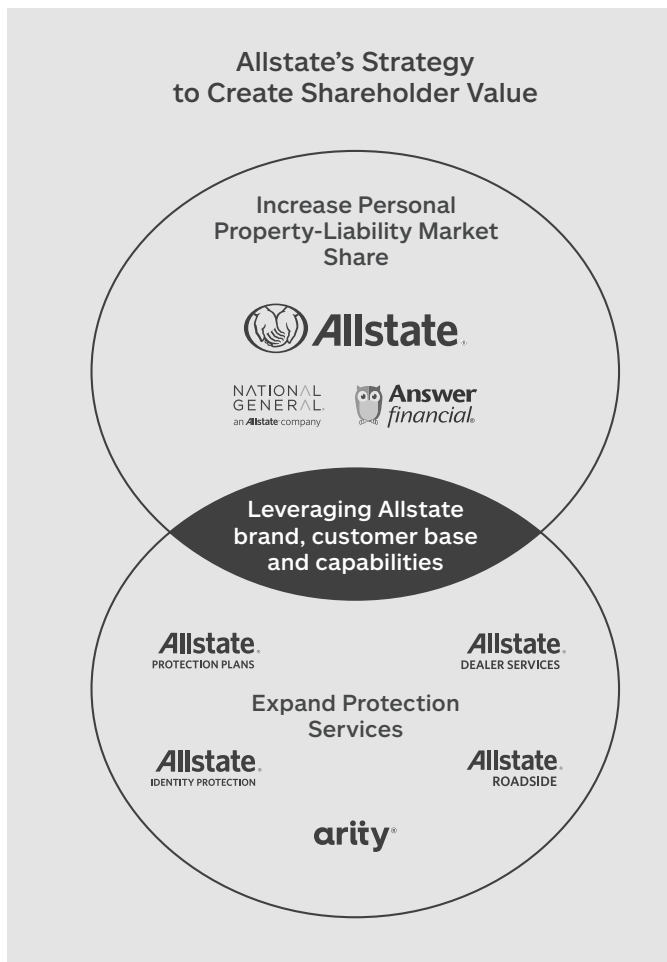 Allstate’s Strategy
to Create Shareholder Value
Increase Personal
Property-Liability Market
Share
Allstate®
NATIONAL
GENERAL®
an Allstate company
Answer
financial®
Leveraging Allstate
brand, customer base
and capabilities
Allstate®
PROTECTION PLANS
Allstate®
DEALER SERVICES
Expand Protection
Services
Allstate®
IDENTITY PROTECTION
Allstate®
ROADSIDE
arity®